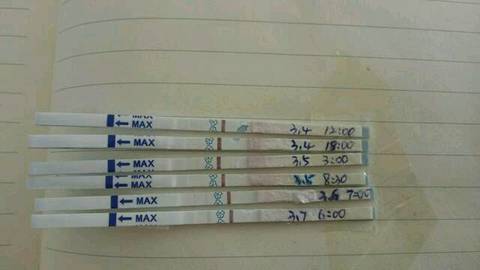 ← MAX 3.4 12:00
← MAX 3.4 18:00
← MAX 3.5 3:00
← MAX 3.5 8:30
← MAX 3.6 7:00
← MAX 3.7 6:00